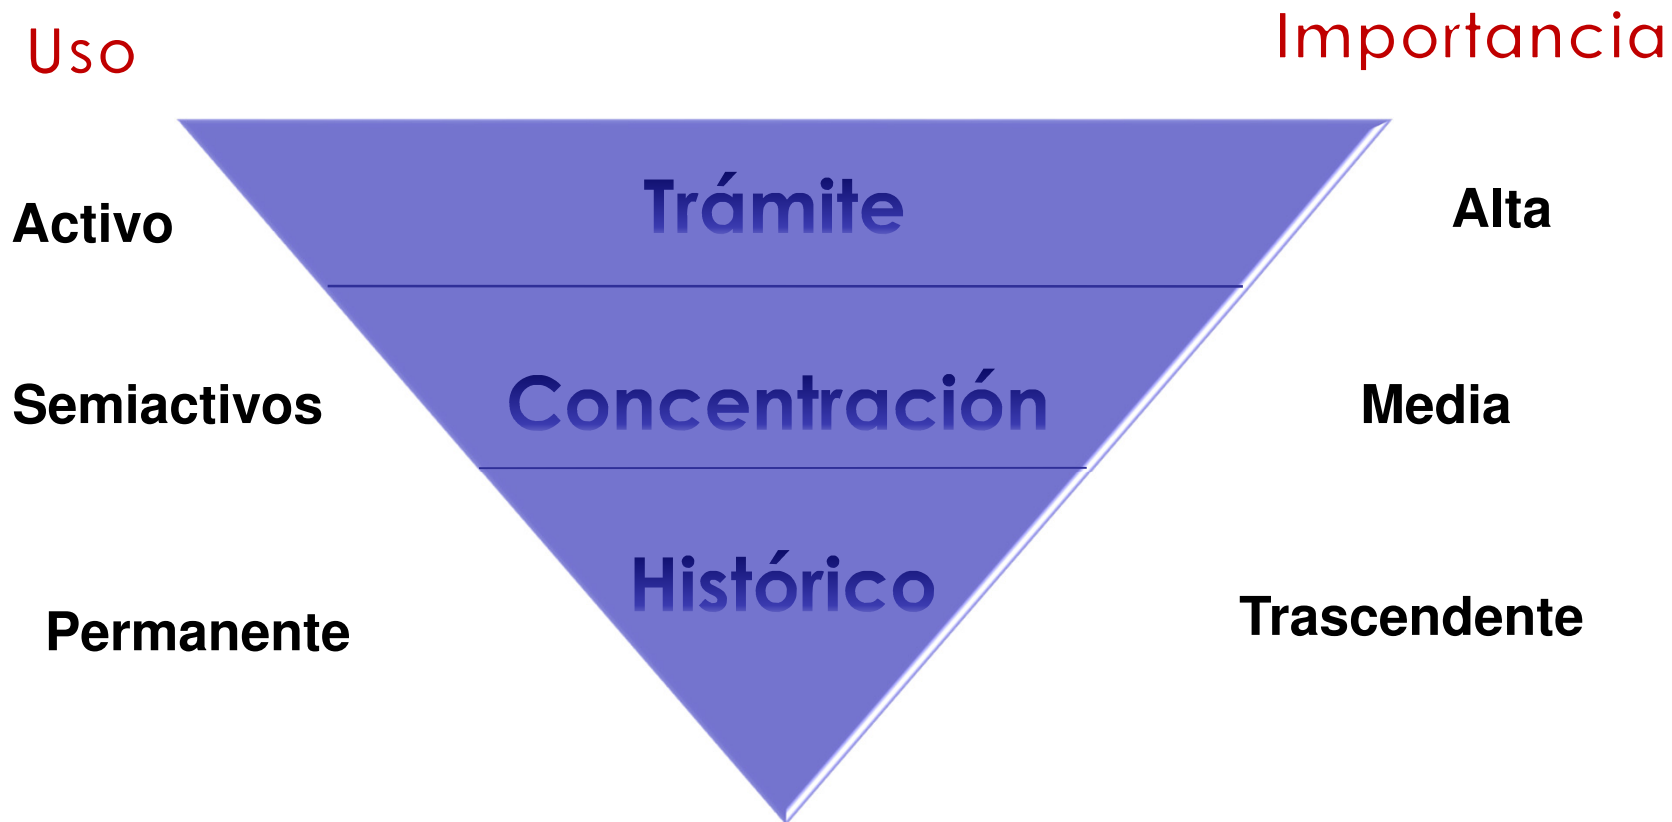 Uso
Importancia
Activo
Trámite
Alta
Semiactivos
Concentración
Media
Permanente
Histórico
Trascendente